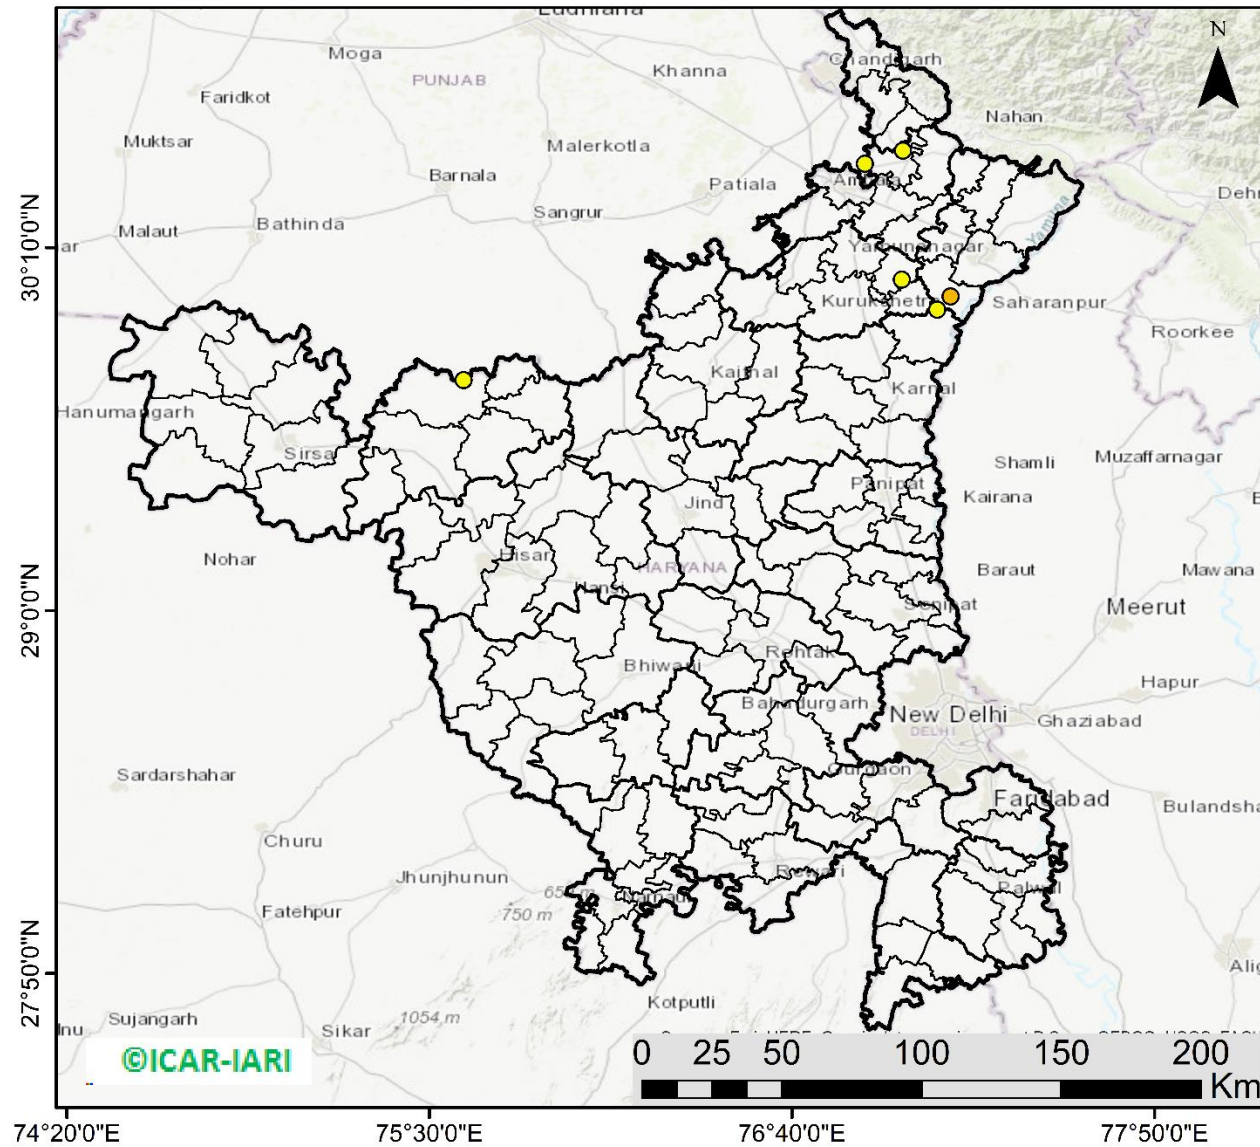 Ludhiana
N
Moga
PUNJAB
Khanna
Chandigarh
Faridkot
Nahan
Muktsar
Malerkotla
Barnala
Patiala
Ambala
Sangrur
Malaut
Bathinda
Yamunanagar
Yamuna
30°10'0"N
Kurukshetra
Saharanpur
Roorkee
Kaithal
Karnal
Hanumangarh
Sirsa
Shamli
Muzaffarnagar
Panipat
Kairana
Jind
Nohar
Hisar
HARYANA
Baraut
Mawana
Hansi
Sonipat
Meerut
29°0'0"N
Rohtak
Bhiwani
Hapur
Bahadurgarh
New Delhi
Ghaziabad
DELHI
Sardarshahar
Gurgaon
Faridabad
Bulandsha
Churu
Jhunjhunun
Rewari
Palwal
Narnaul
Fatehpur
750 m
27°50'0"N
Kotputli
Sujangarh
Sikar
1054 m
©ICAR-IARI
0 25 50 100 150 200
Km
74°20'0"E 75°30'0"E 76°40'0"E 77°50'0"E